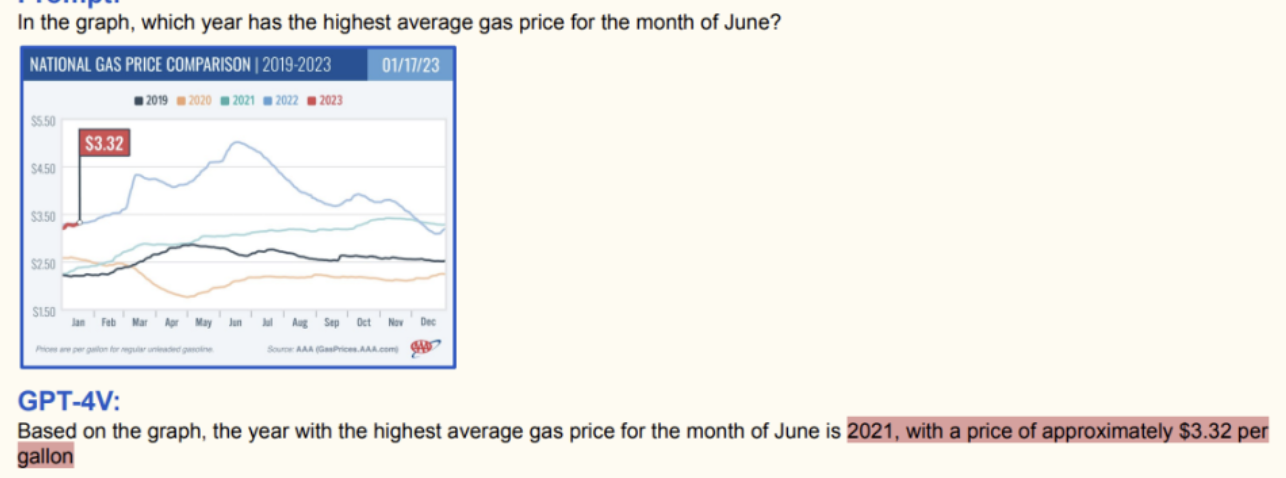 Prompt:
In the graph, which year has the highest average gas price for the month of June?
NATIONAL GAS PRICE COMPARISON | 2019-2023 01/17/23
2019 2020 2021 2022 2023
$5.50
$3.32
$4.50
$3.50
$2.50
$1.50
Jan Feb Mar Apr May Jun Jul Aug Sep Oct Nov Dec
Prices are per gallon for regular unleaded gasoline. Source: AAA (GasPrices.AAA.com) AAA
GPT-4V:
Based on the graph, the year with the highest average gas price for the month of June is 2021, with a price of approximately $3.32 per
gallon